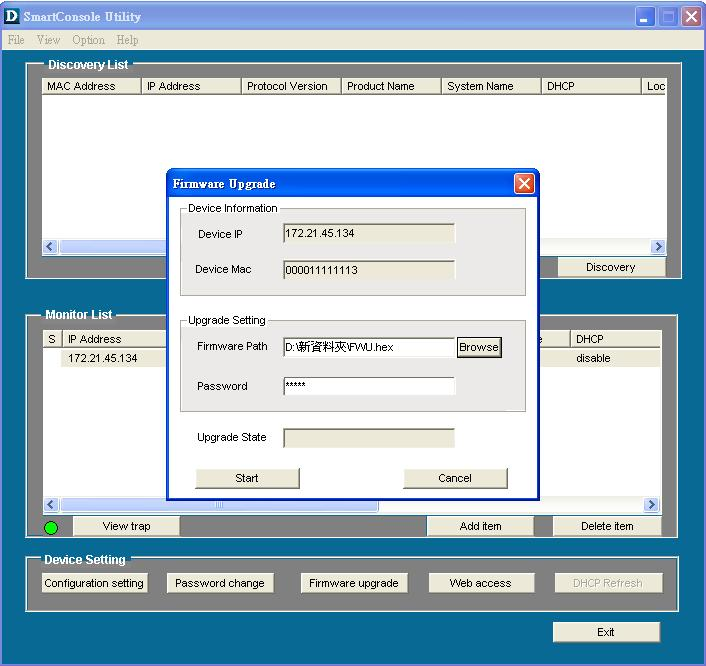 D SmartConsole Utility
File View Option Help
Discovery List
MAC Address IP Address Protocol Version Product Name System Name DHCP Loc
Discovery
Firmware Upgrade
Device Information
Device IP 172.21.45.134
Device Mac 000011111113
Upgrade Setting
Firmware Path D:\新資料夾\FWU.hex Browse
Password *****
Upgrade State
Start Cancel
Monitor List
S IP Address e DHCP
172.21.45.134 disable
View trap Add item Delete item
Device Setting
Configuration setting Password change Firmware upgrade Web access DHCP Refresh
Exit